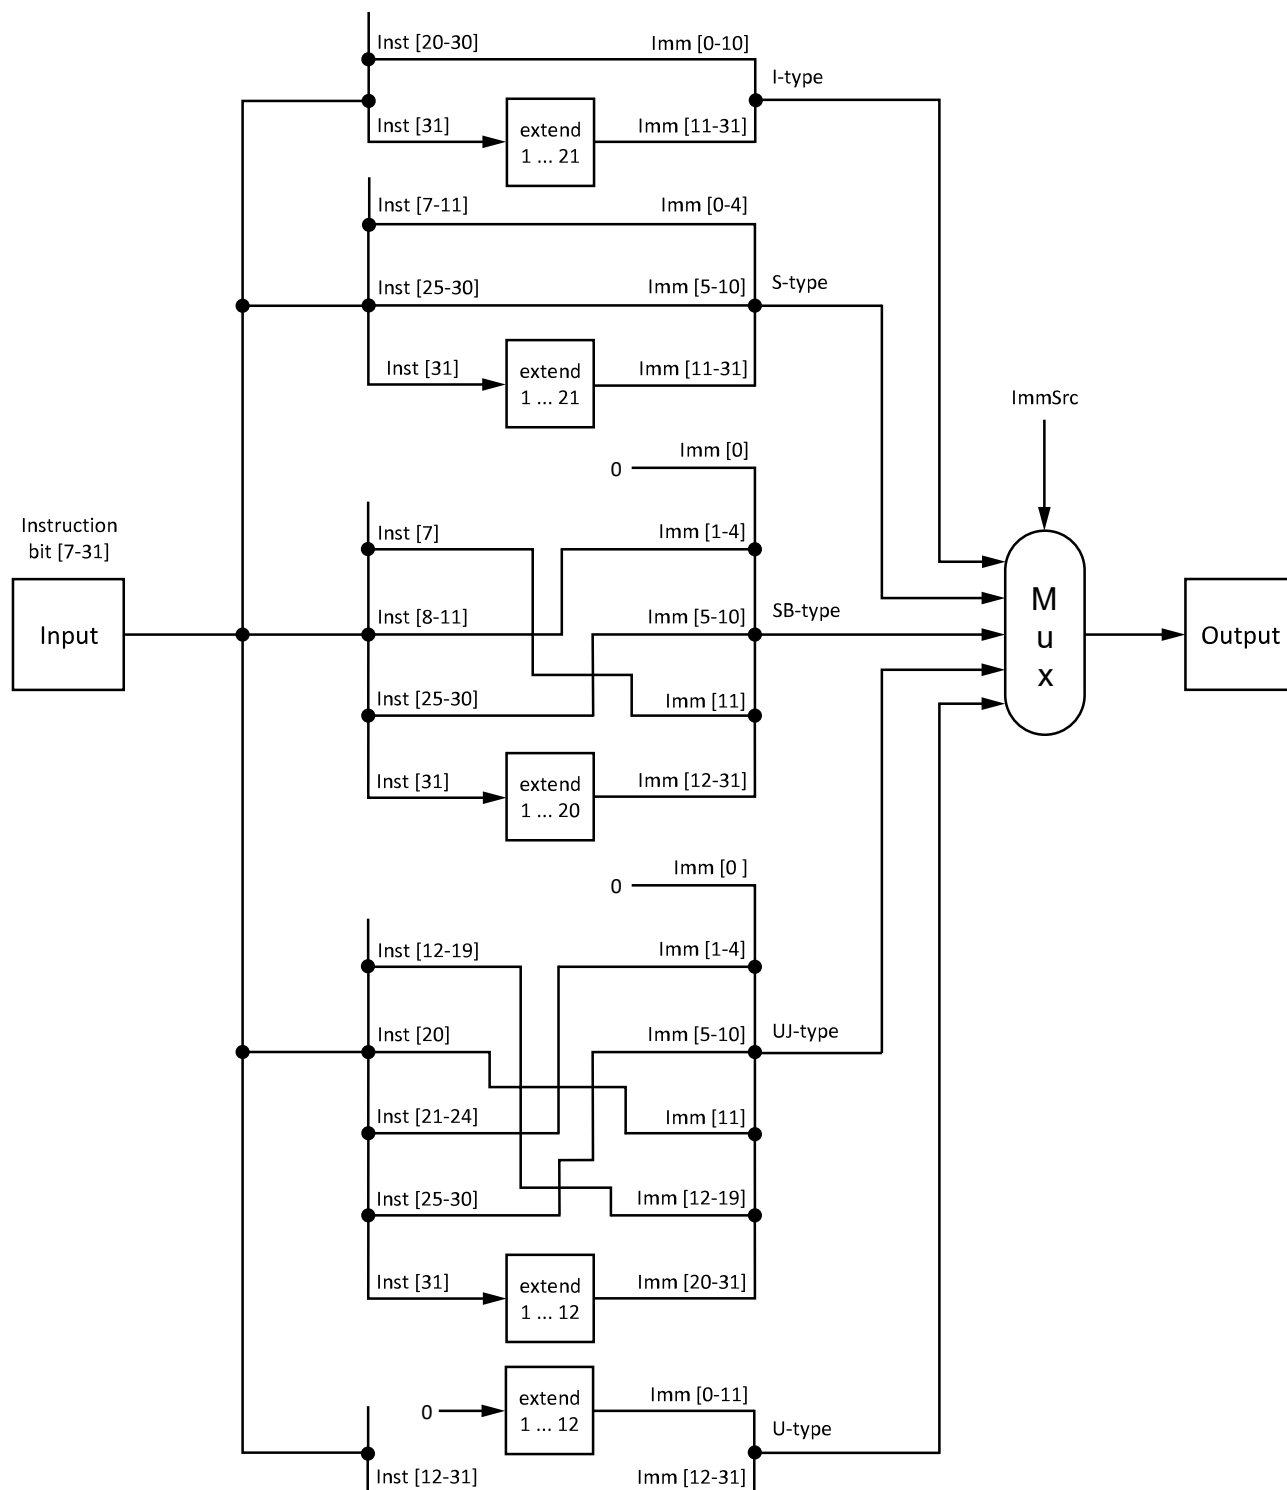 Inst [20-30]
Imm [0-10]
I-type
Inst [31]
extend
1 ... 21
Imm [11-31]
Inst [7-11]
Imm [0-4]
Inst [25-30]
Imm [5-10]
S-type
Inst [31]
extend
1 ... 21
Imm [11-31]
ImmSrc
0
Imm [0]
Instruction
bit [7-31]
Input
Inst [7]
Imm [1-4]
Inst [8-11]
Imm [5-10]
SB-type
M
u
x
Output
Inst [25-30]
Imm [11]
Inst [31]
extend
1 ... 20
Imm [12-31]
0
Imm [0 ]
Inst [12-19]
Imm [1-4]
Inst [20]
Imm [5-10]
UJ-type
Inst [21-24]
Imm [11]
Inst [25-30]
Imm [12-19]
Inst [31]
extend
1 ... 12
Imm [20-31]
0
extend
1 ... 12
Imm [0-11]
U-type
Inst [12-31]
Imm [12-31]